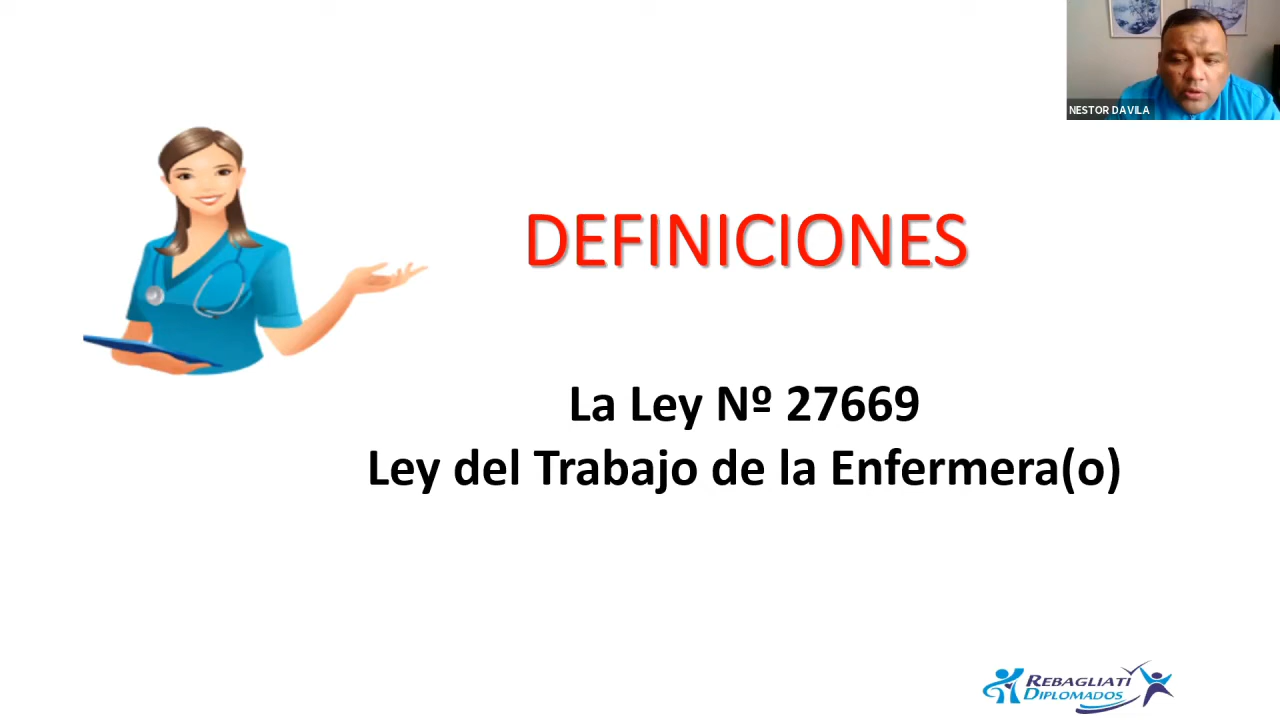 NESTOR DAVILA
DEFINICIONES
La Ley Nº 27669
Ley del Trabajo de la Enfermera(o)
REBAGLIATI
DIPLOMADOS